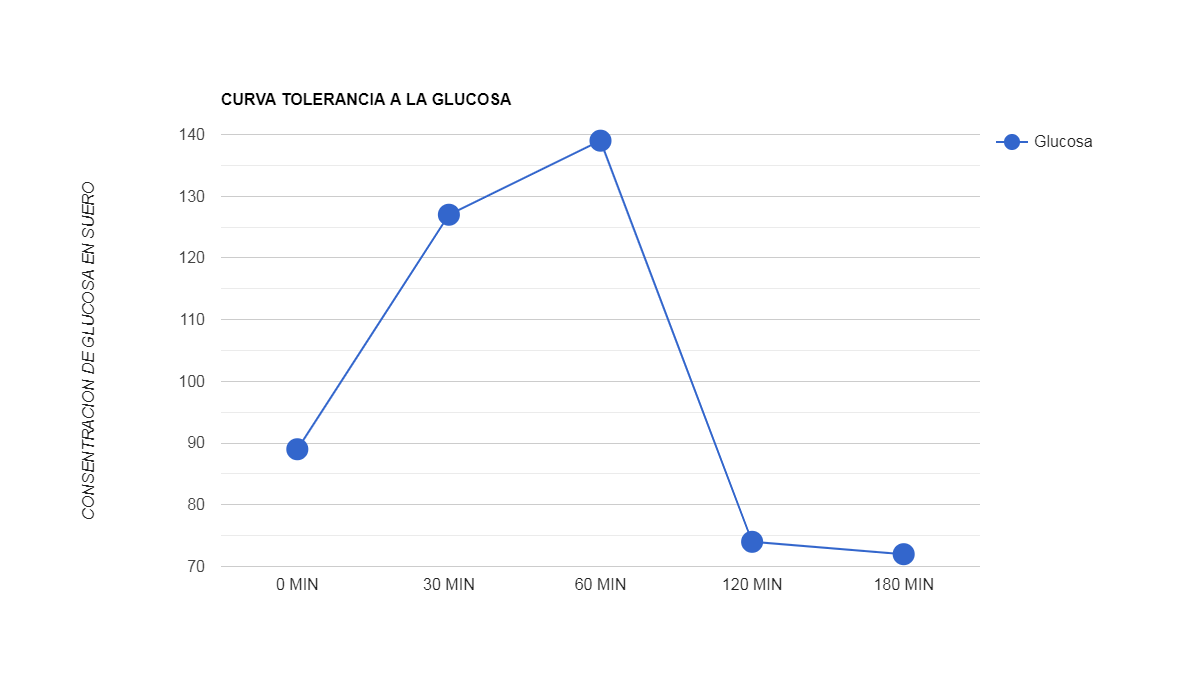 CURVA TOLERANCIA A LA GLUCOSA
Glucosa
CONSENTRACION DE GLUCOSA EN SUERO
140
130
120
110
100
90
80
70
0 MIN
30 MIN
60 MIN
120 MIN
180 MIN